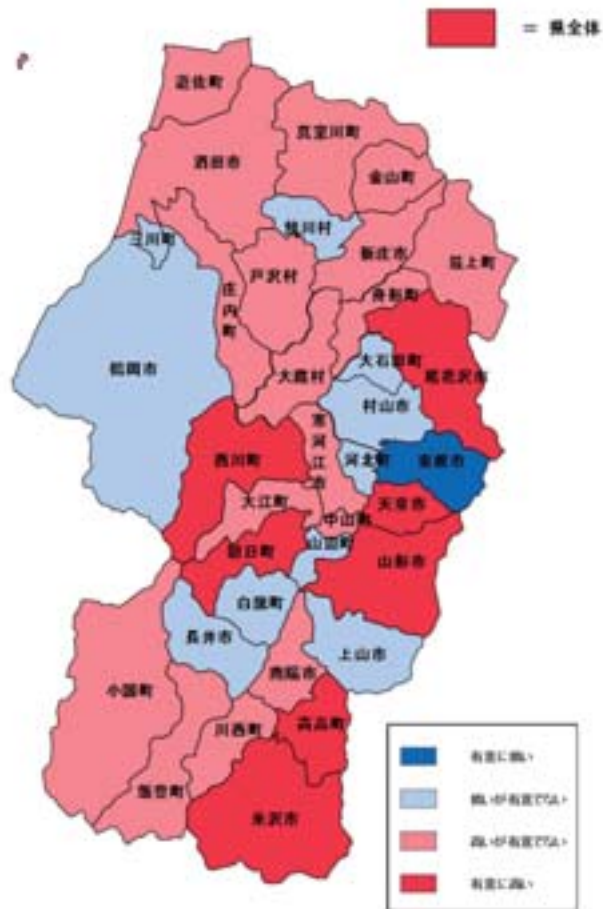 = 県全体
遊佐町
真室川町
酒田市
金山町
鮭川村
三川町
新庄市
最上町
戸沢村
庄内町
舟形町
鶴岡市
大石田町
尾花沢市
大蔵村
村山市
寒河江市
西川町
河北町
東根市
大江町
天童市
中山町
朝日町
山辺町
山形市
白鷹町
長井市
上山市
南陽市
小国町
川西町
高畠町
飯豊町
米沢市
有意に低い
低いが有意でない
高いが有意でない
有意に高い